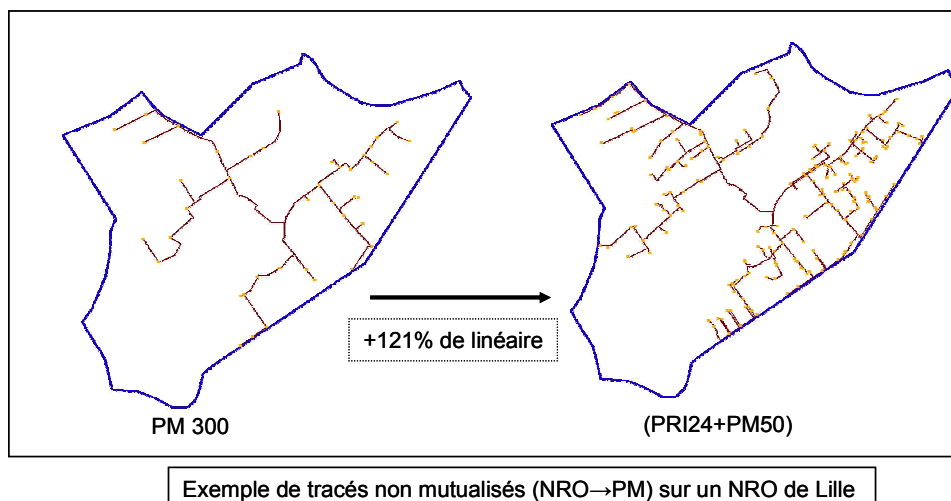 +121% de linéaire
PM 300
(PRI24+PM50)
Exemple de tracés non mutualisés (NRO→PM) sur un NRO de Lille